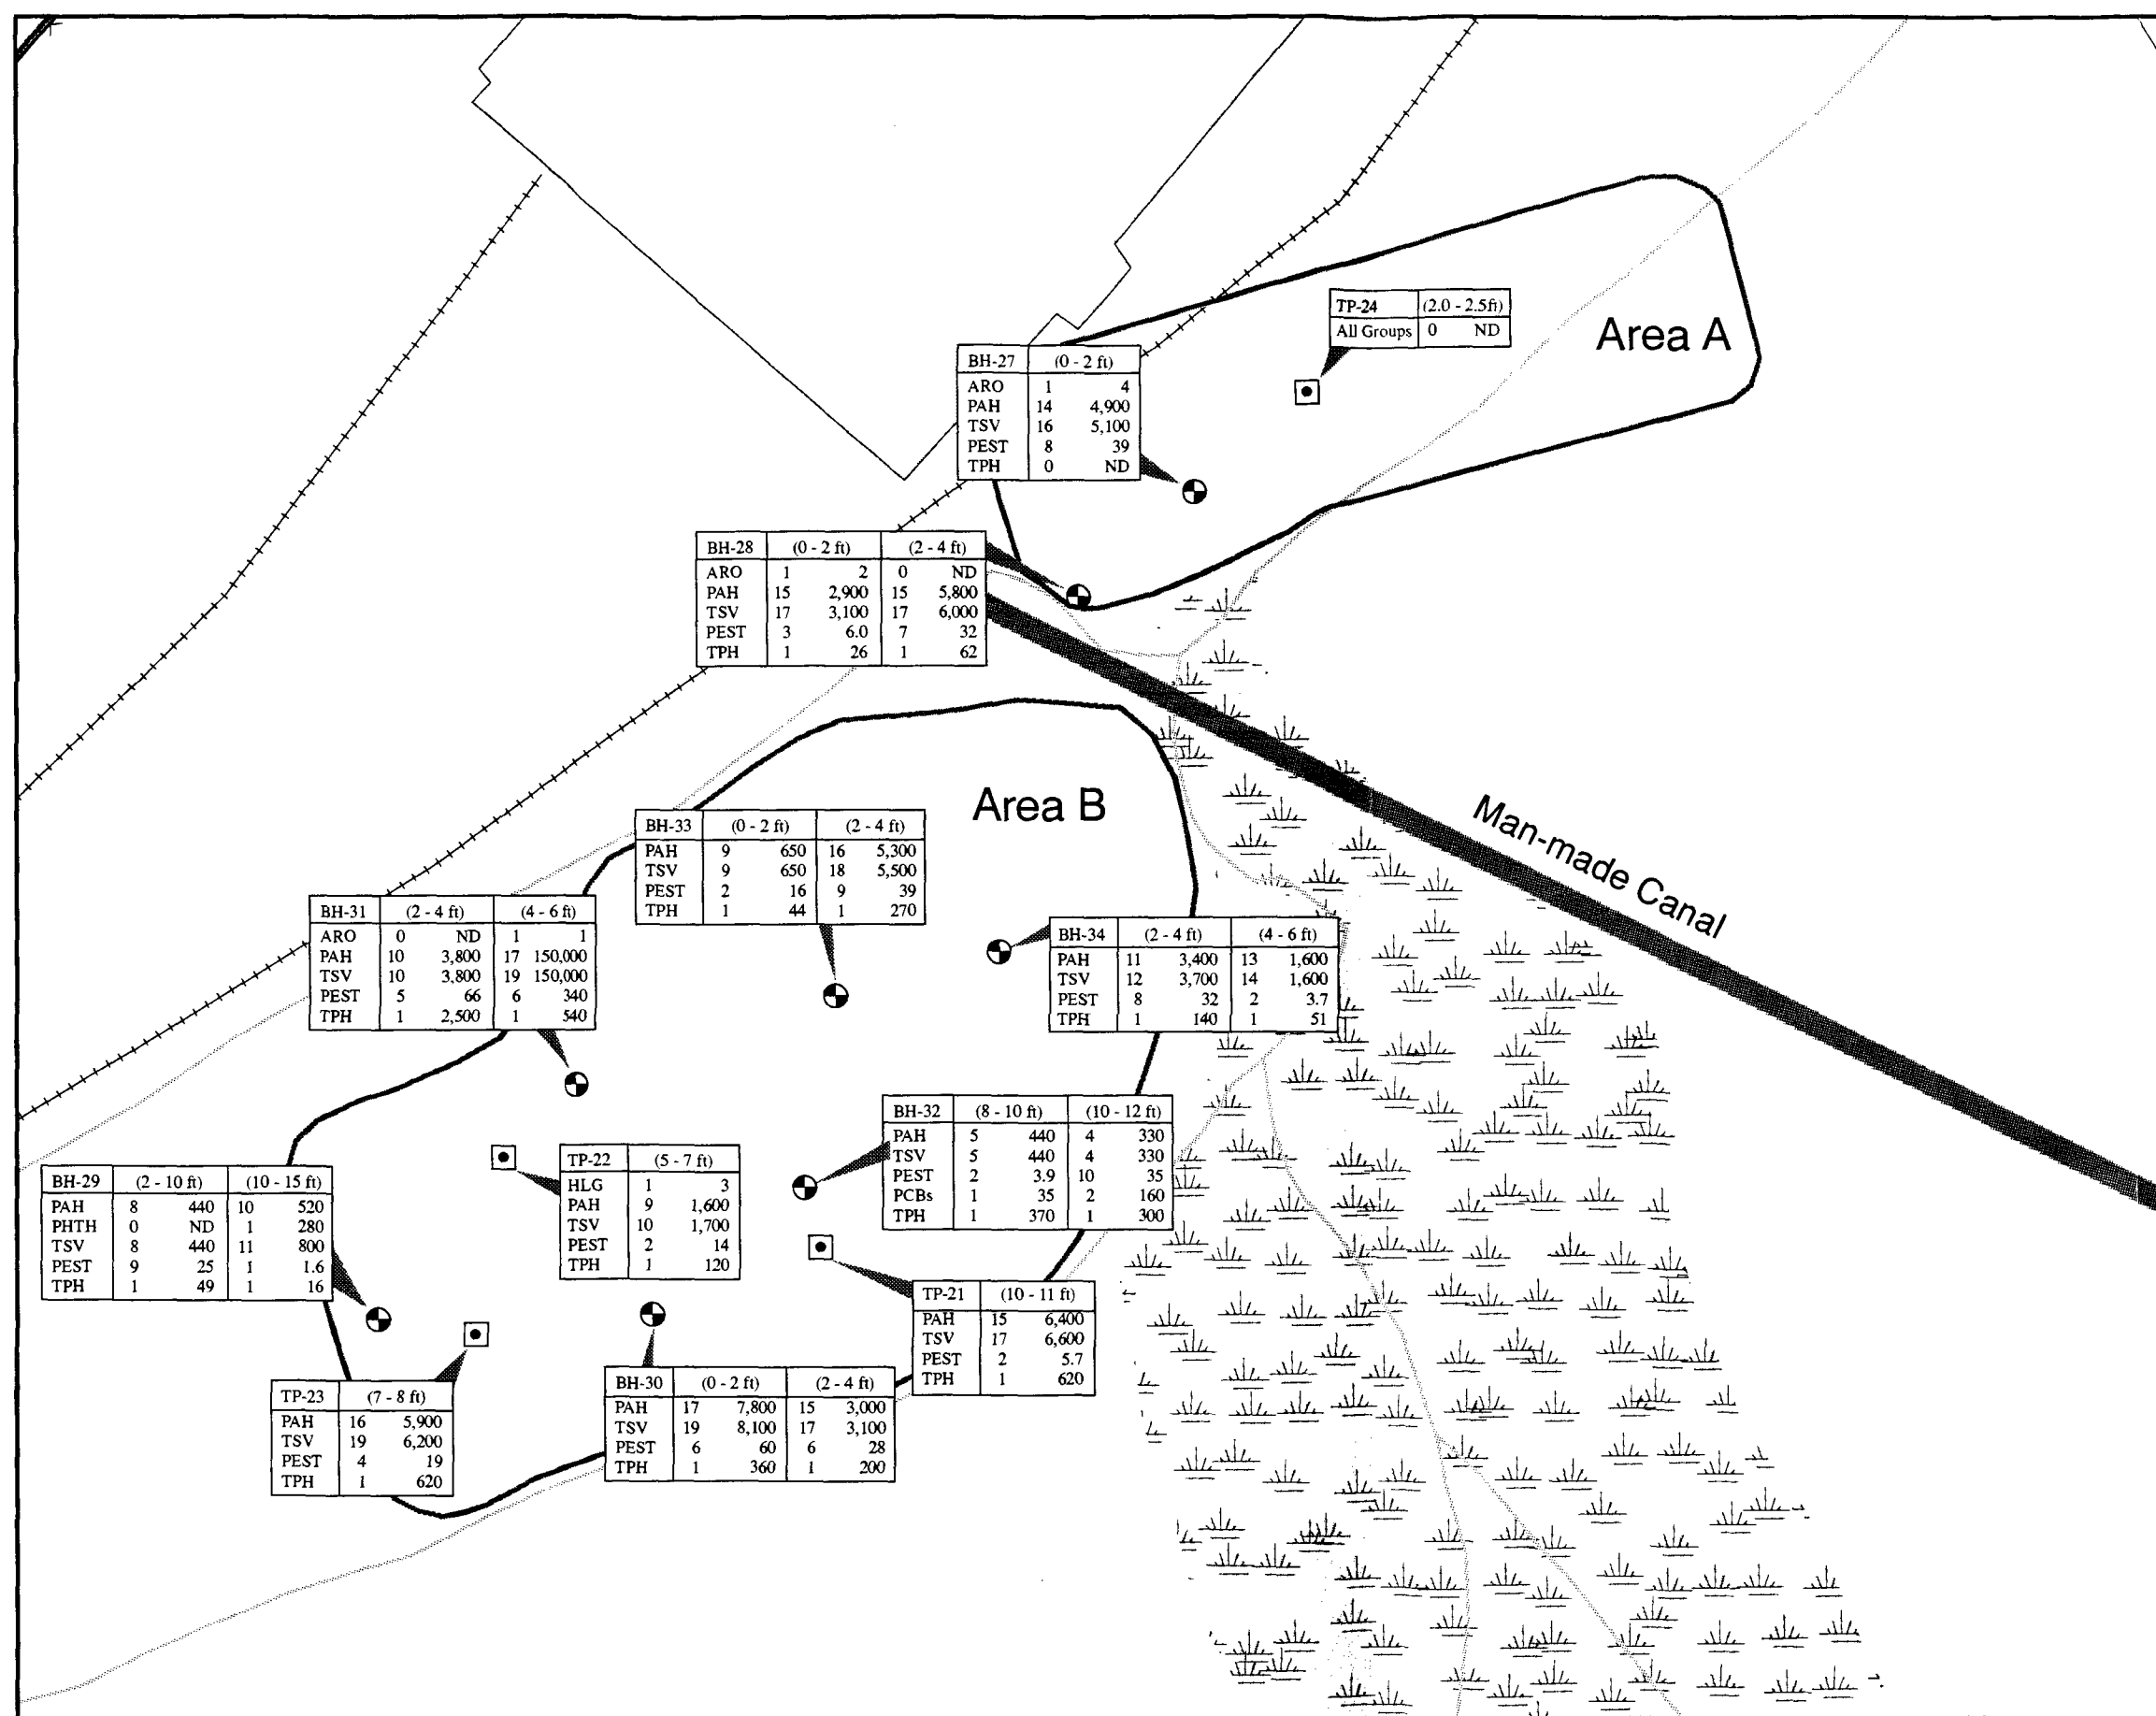 TP-24 (2.0 - 2.5ft)
All Groups 0 ND
Area A
BH-27 (0 - 2 ft)
ARO 1 4
PAH 14 4,900
TSV 16 5,100
PEST 8 39
TPH 0 ND
BH-28 (0 - 2 ft) (2 - 4 ft)
ARO 1 2 0 ND
PAH 15 2,900 15 5,800
TSV 17 3,100 17 6,000
PEST 3 6.0 7 32
TPH 1 26 1 62
Area B
Man-made Canal
BH-33 (0 - 2 ft) (2 - 4 ft)
PAH 9 650 16 5,300
TSV 9 650 18 5,500
PEST 2 16 9 39
TPH 1 44 1 270
BH-31 (2 - 4 ft) (4 - 6 ft)
ARO 0 ND 1 1
PAH 10 3,800 17 150,000
TSV 10 3,800 19 150,000
PEST 5 66 6 340
TPH 1 2,500 1 540
BH-34 (2 - 4 ft) (4 - 6 ft)
PAH 11 3,400 13 1,600
TSV 12 3,700 14 1,600
PEST 8 32 2 3.7
TPH 1 140 1 51
BH-32 (8 - 10 ft) (10 - 12 ft)
PAH 5 440 4 330
TSV 5 440 4 330
PEST 2 3.9 10 35
PCBs 1 35 2 160
TPH 1 370 1 300
TP-22 (5 - 7 ft)
HLG 1 3
PAH 9 1,600
TSV 10 1,700
PEST 2 14
TPH 1 120
BH-29 (2 - 10 ft) (10 - 15 ft)
PAH 8 440 10 520
PHTH 0 ND 1 280
TSV 8 440 11 800
PEST 9 25 1 1.6
TPH 1 49 1 16
TP-21 (10 - 11 ft)
PAH 15 6,400
TSV 17 6,600
PEST 2 5.7
TPH 1 620
BH-30 (0 - 2 ft) (2 - 4 ft)
PAH 17 7,800 15 3,000
TSV 19 8,100 17 3,100
PEST 6 60 6 28
TPH 1 360 1 200
TP-23 (7 - 8 ft)
PAH 16 5,900
TSV 19 6,200
PEST 4 19
TPH 1 620